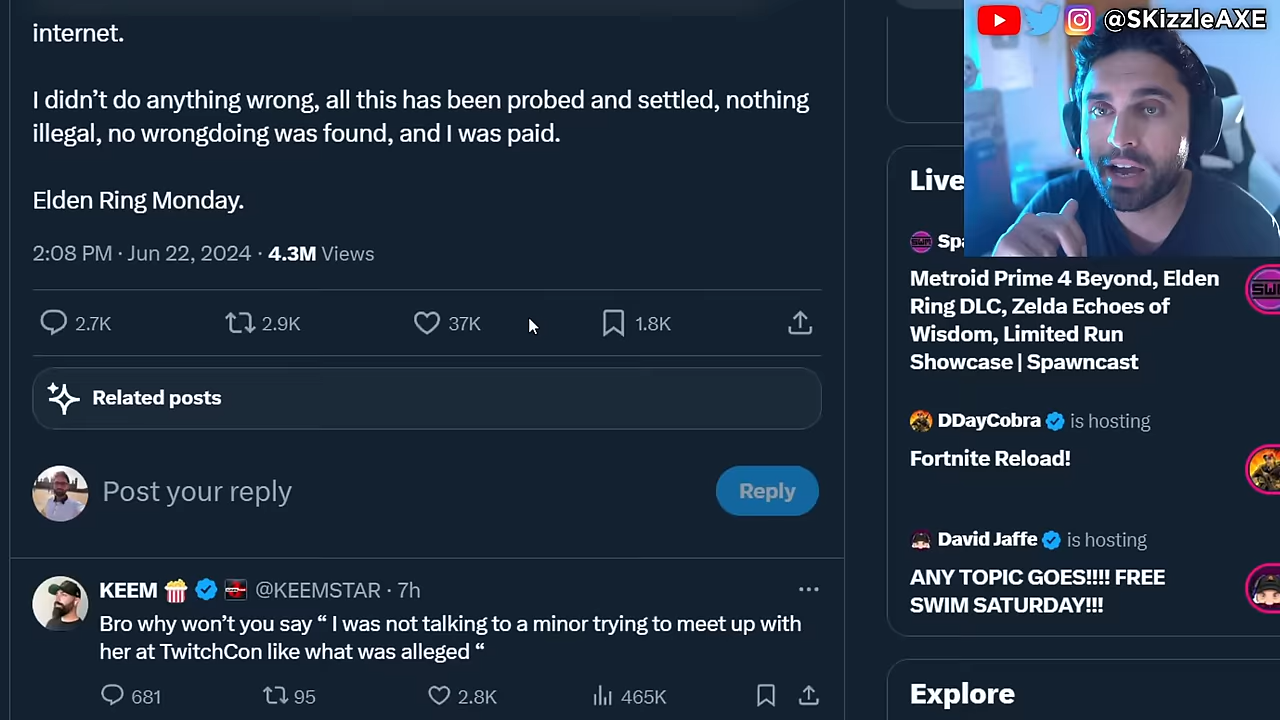 internet.
I didn’t do anything wrong, all this has been probed and settled, nothing
illegal, no wrongdoing was found, and I was paid.
Elden Ring Monday.
2:08 PM · Jun 22, 2024 · 4.3M Views
2.7K 2.9K 37K 1.8K
Related posts
Post your reply
Reply
KEEM @KEEMSTAR · 7h
Bro why won’t you say “ I was not talking to a minor trying to meet up with
her at TwitchCon like what was alleged “
681 95 2.8K 465K
@SKizzleAXE
Live
Metroid Prime 4 Beyond, Elden
Ring DLC, Zelda Echoes of
Wisdom, Limited Run
Showcase | Spawncast
DDayCobra is hosting
Fortnite Reload!
David Jaffe is hosting
ANY TOPIC GOES!!!! FREE
SWIM SATURDAY!!!
Explore